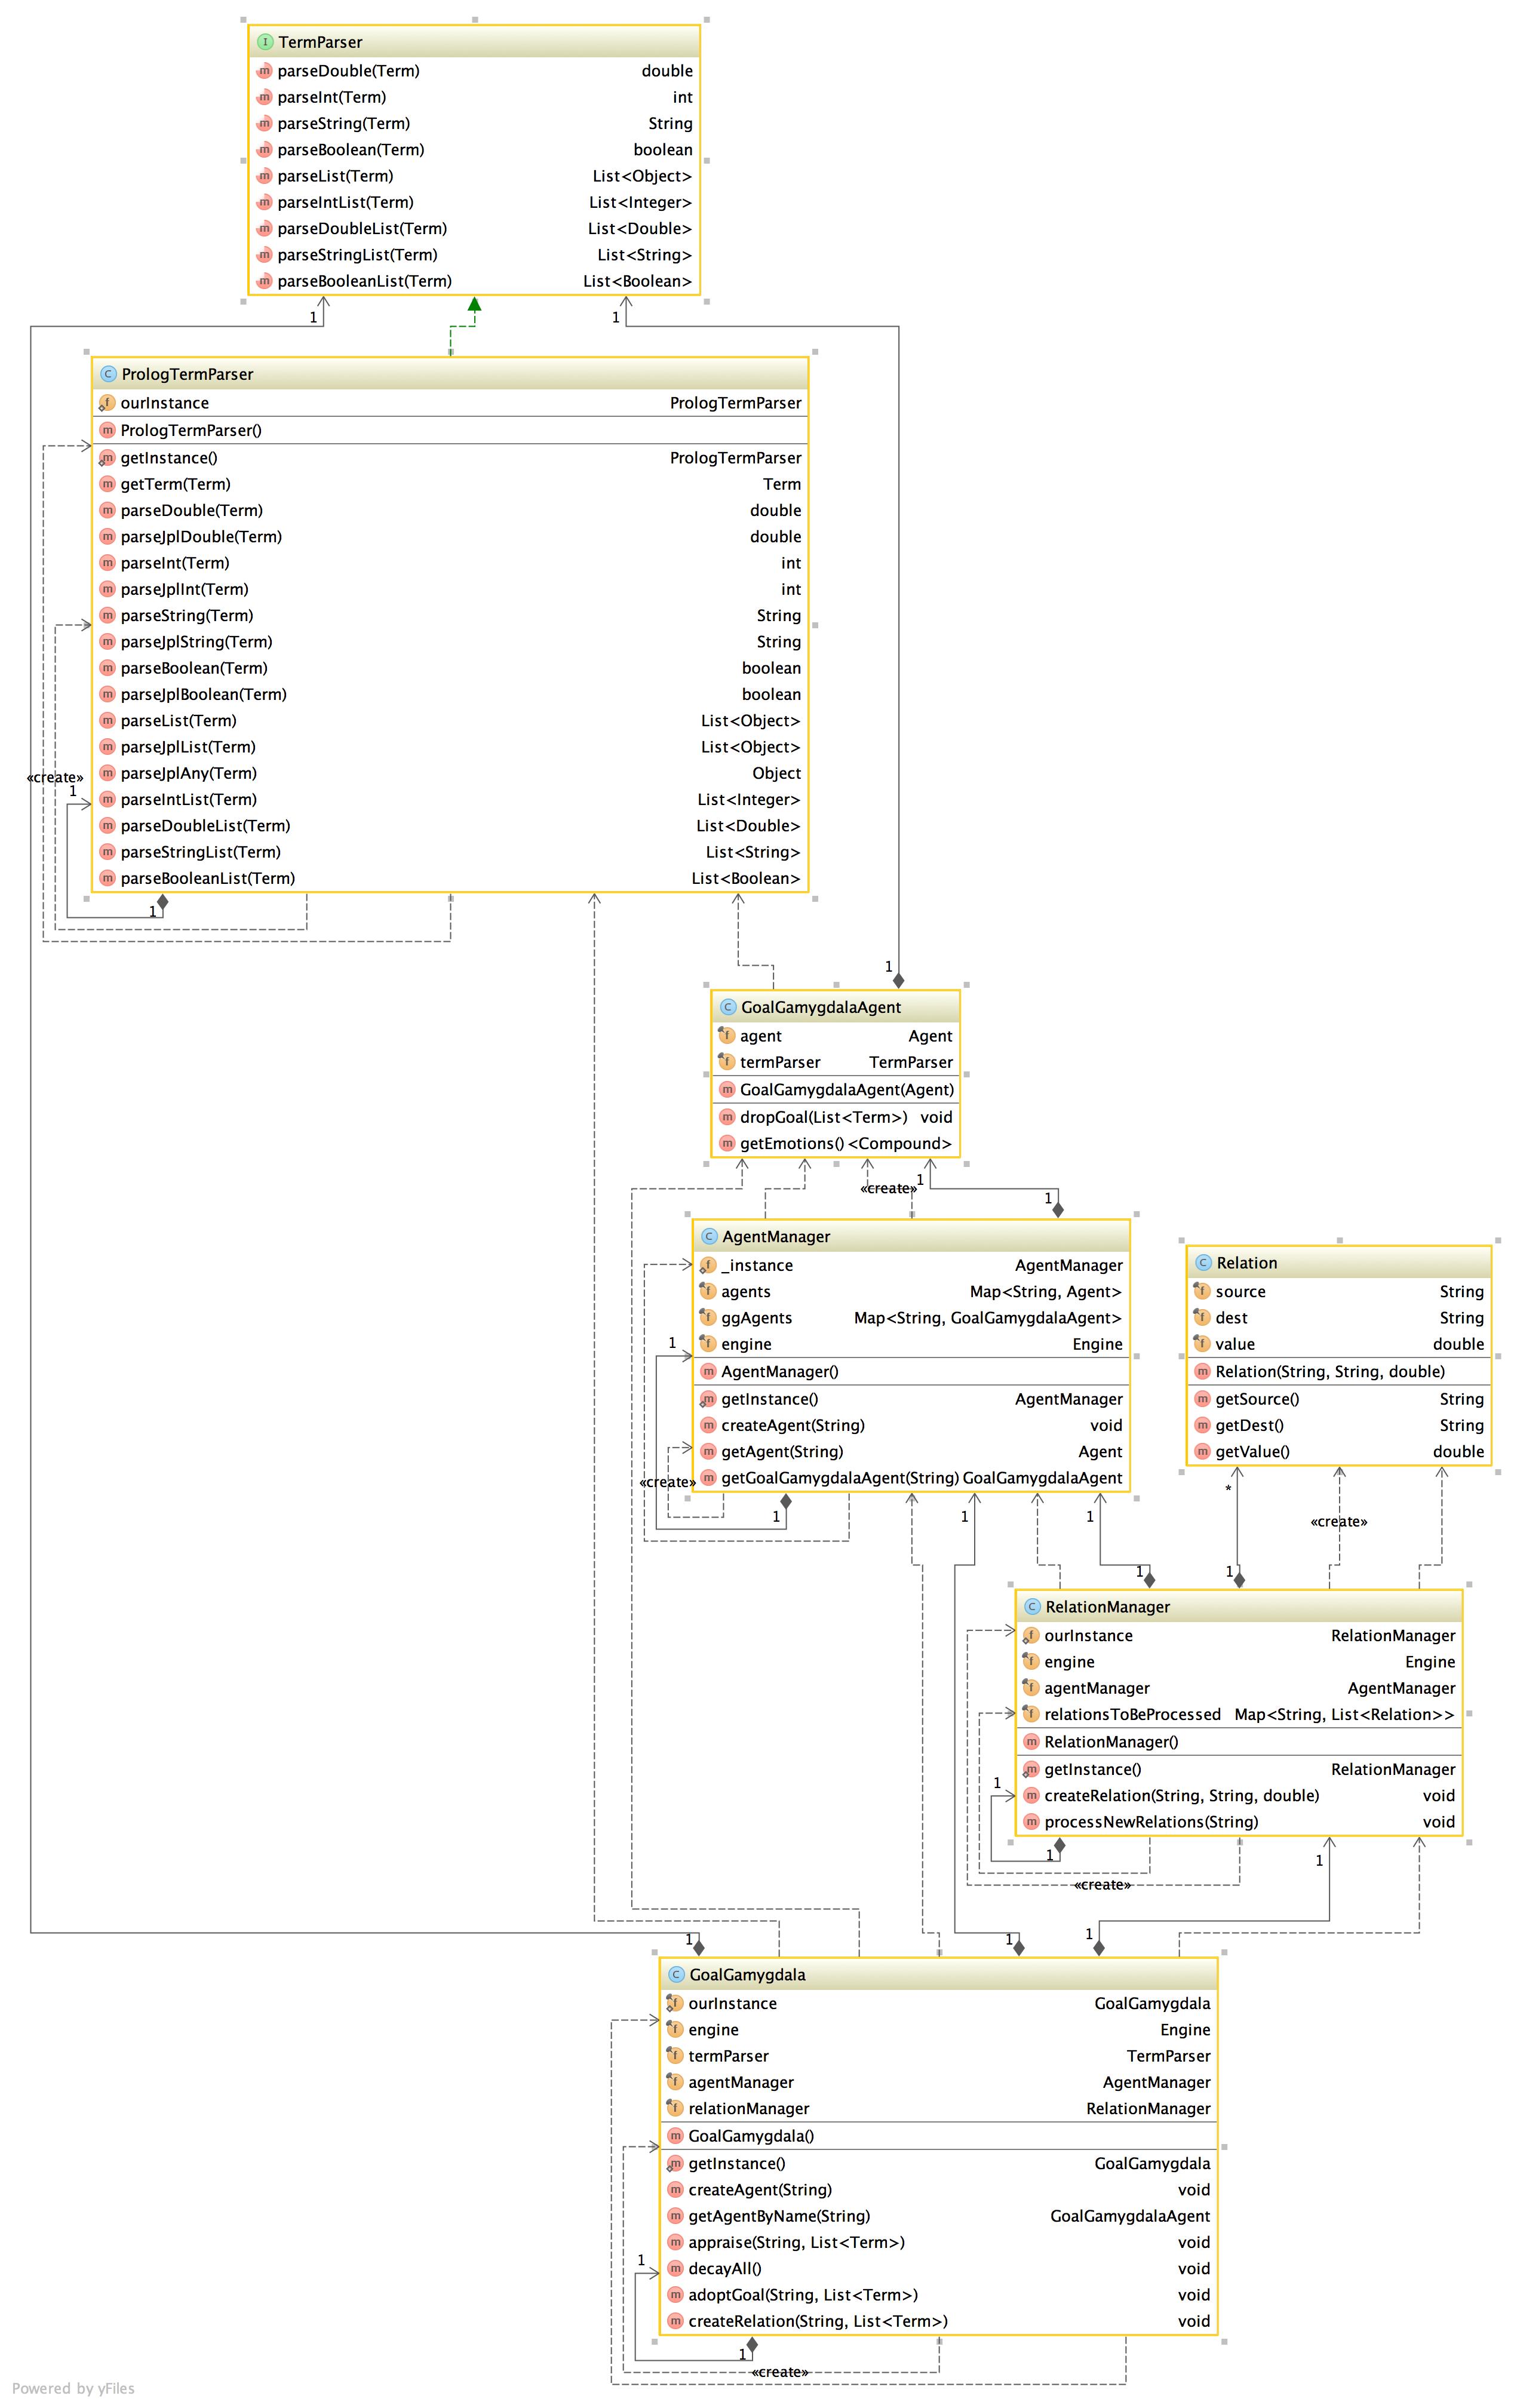 TermParser
parseDouble(Term) double
parseInt(Term) int
parseString(Term) String
parseBoolean(Term) boolean
parseList(Term) List<Object>
parseIntList(Term) List<Integer>
parseDoubleList(Term) List<Double>
parseStringList(Term) List<String>
parseBooleanList(Term) List<Boolean>
1 1
PrologTermParser
ourInstance PrologTermParser
PrologTermParser()
getInstance() PrologTermParser
getTerm(Term) Term
parseDouble(Term) double
parseJplDouble(Term) double
parseInt(Term) int
parseJplInt(Term) int
parseString(Term) String
parseJplString(Term) String
parseBoolean(Term) boolean
parseJplBoolean(Term) boolean
parseList(Term) List<Object>
parseJplList(Term) List<Object>
parseJplAny(Term) Object
«create»
1
parseIntList(Term) List<Integer>
parseDoubleList(Term) List<Double>
parseStringList(Term) List<String>
parseBooleanList(Term) List<Boolean>
1
1
GoalGamygdalaAgent
agent Agent
termParser TermParser
GoalGamygdalaAgent(Agent)
dropGoal(List<Term>) void
getEmotions() <Compound>
«create» 1
1
AgentManager
_instance AgentManager
agents Map<String, Agent>
ggAgents Map<String, GoalGamygdalaAgent>
engine Engine
1
AgentManager()
getInstance() AgentManager
createAgent(String) void
getAgent(String) Agent
getGoalGamygdalaAgent(String) GoalGamygdalaAgent
«create»
1 1 1
Relation
source String
dest String
value double
Relation(String, String, double)
getSource() String
getDest() String
getValue() double
*
«create»
1 1
RelationManager
ourInstance RelationManager
engine Engine
agentManager AgentManager
relationsToBeProcessed Map<String, List<Relation>>
RelationManager()
getInstance() RelationManager
1
createRelation(String, String, double) void
processNewRelations(String) void
1 1
«create»
1 1 1
GoalGamygdala
ourInstance GoalGamygdala
engine Engine
termParser TermParser
agentManager AgentManager
relationManager RelationManager
GoalGamygdala()
getInstance() GoalGamygdala
createAgent(String) void
getAgentByName(String) GoalGamygdalaAgent
appraise(String, List<Term>) void
1
decayAll() void
adoptGoal(String, List<Term>) void
createRelation(String, List<Term>) void
1
«create»
Powered by yFiles